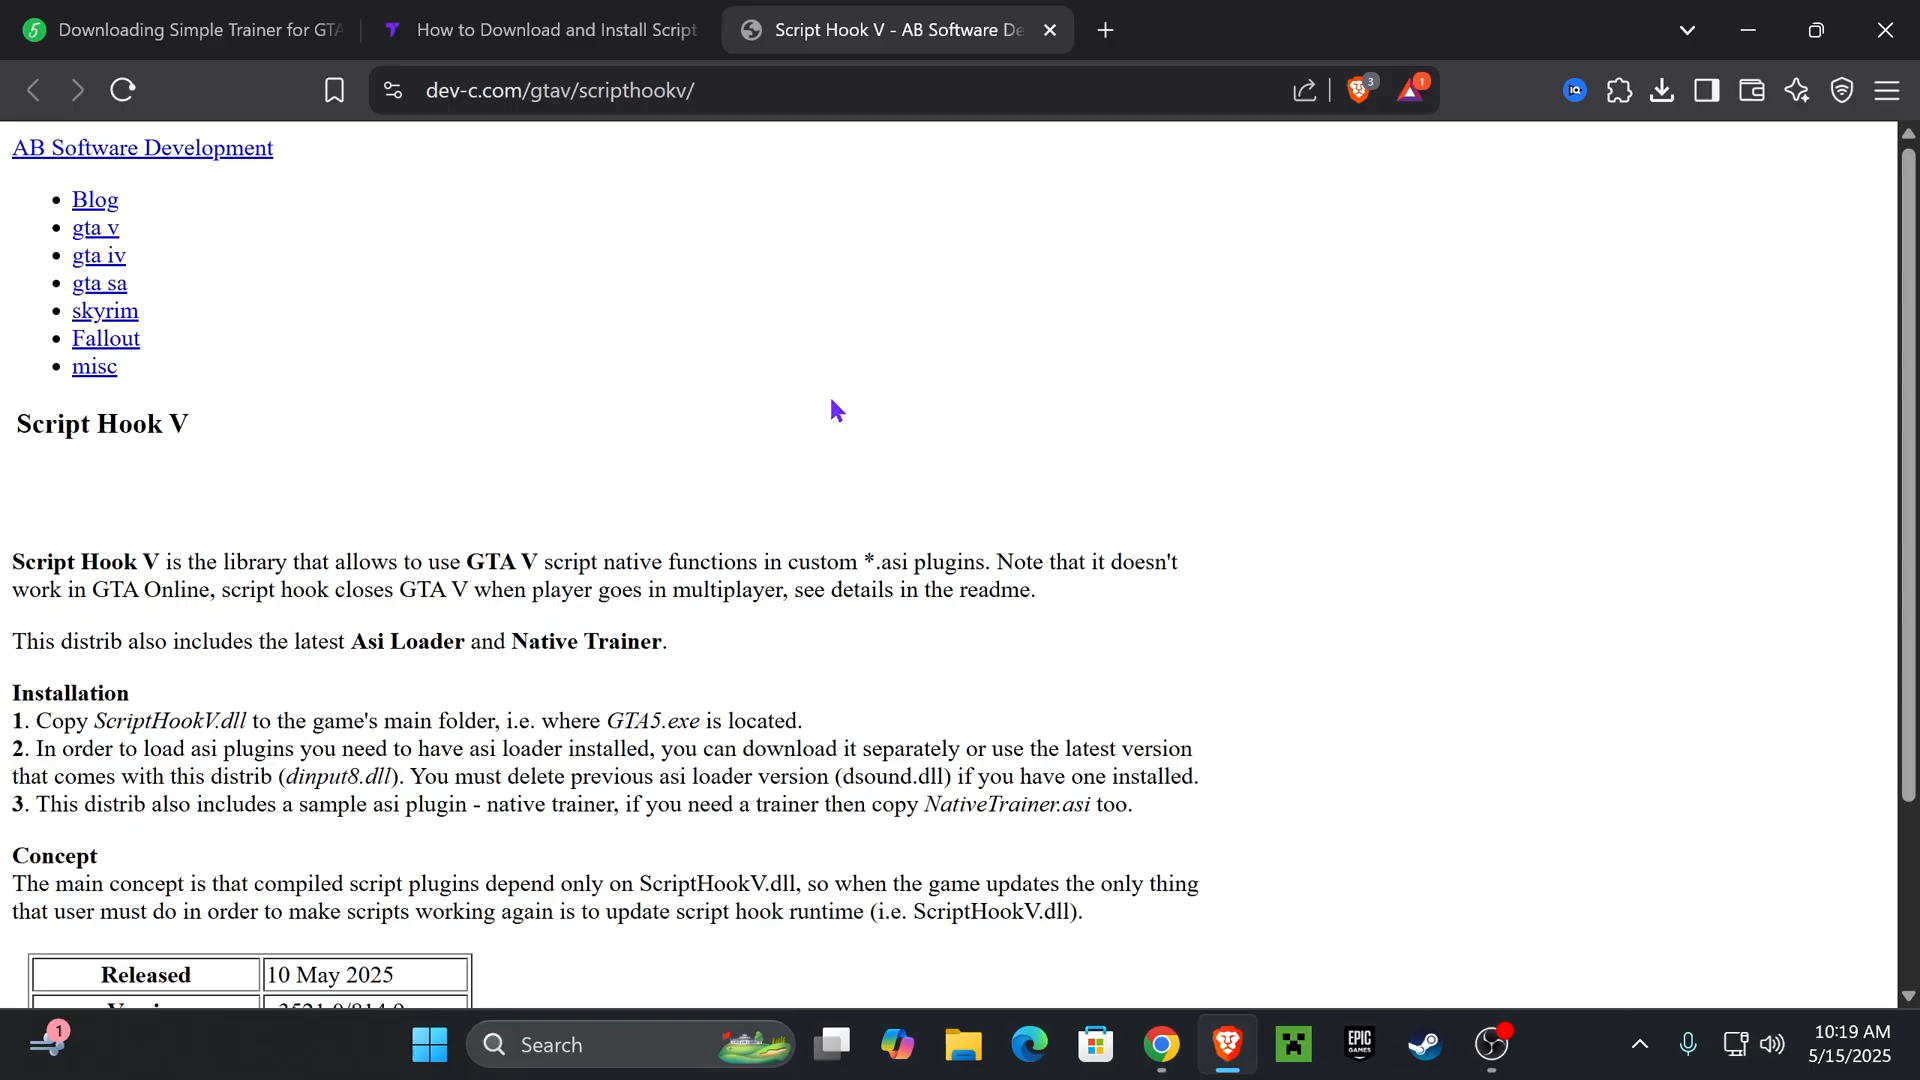 Downloading Simple Trainer for GTA
How to Download and Install Script
Script Hook V - AB Software De
dev-c.com/gtav/scripthookv/
3
1
AB Software Development
Blog
gta v
gta iv
gta sa
skyrim
Fallout
misc
Script Hook V
Script Hook V is the library that allows to use GTA V script native functions in custom *.asi plugins. Note that it doesn't
work in GTA Online, script hook closes GTA V when player goes in multiplayer, see details in the readme.
This distrib also includes the latest Asi Loader and Native Trainer.
Installation
1. Copy ScriptHookV.dll to the game's main folder, i.e. where GTA5.exe is located.
2. In order to load asi plugins you need to have asi loader installed, you can download it separately or use the latest version
that comes with this distrib (dinput8.dll). You must delete previous asi loader version (dsound.dll) if you have one installed.
3. This distrib also includes a sample asi plugin - native trainer, if you need a trainer then copy NativeTrainer.asi too.
Concept
The main concept is that compiled script plugins depend only on ScriptHookV.dll, so when the game updates the only thing
that user must do in order to make scripts working again is to update script hook runtime (i.e. ScriptHookV.dll).
Released 10 May 2025
1
Search
EPIC GAMES
10:19 AM
5/15/2025